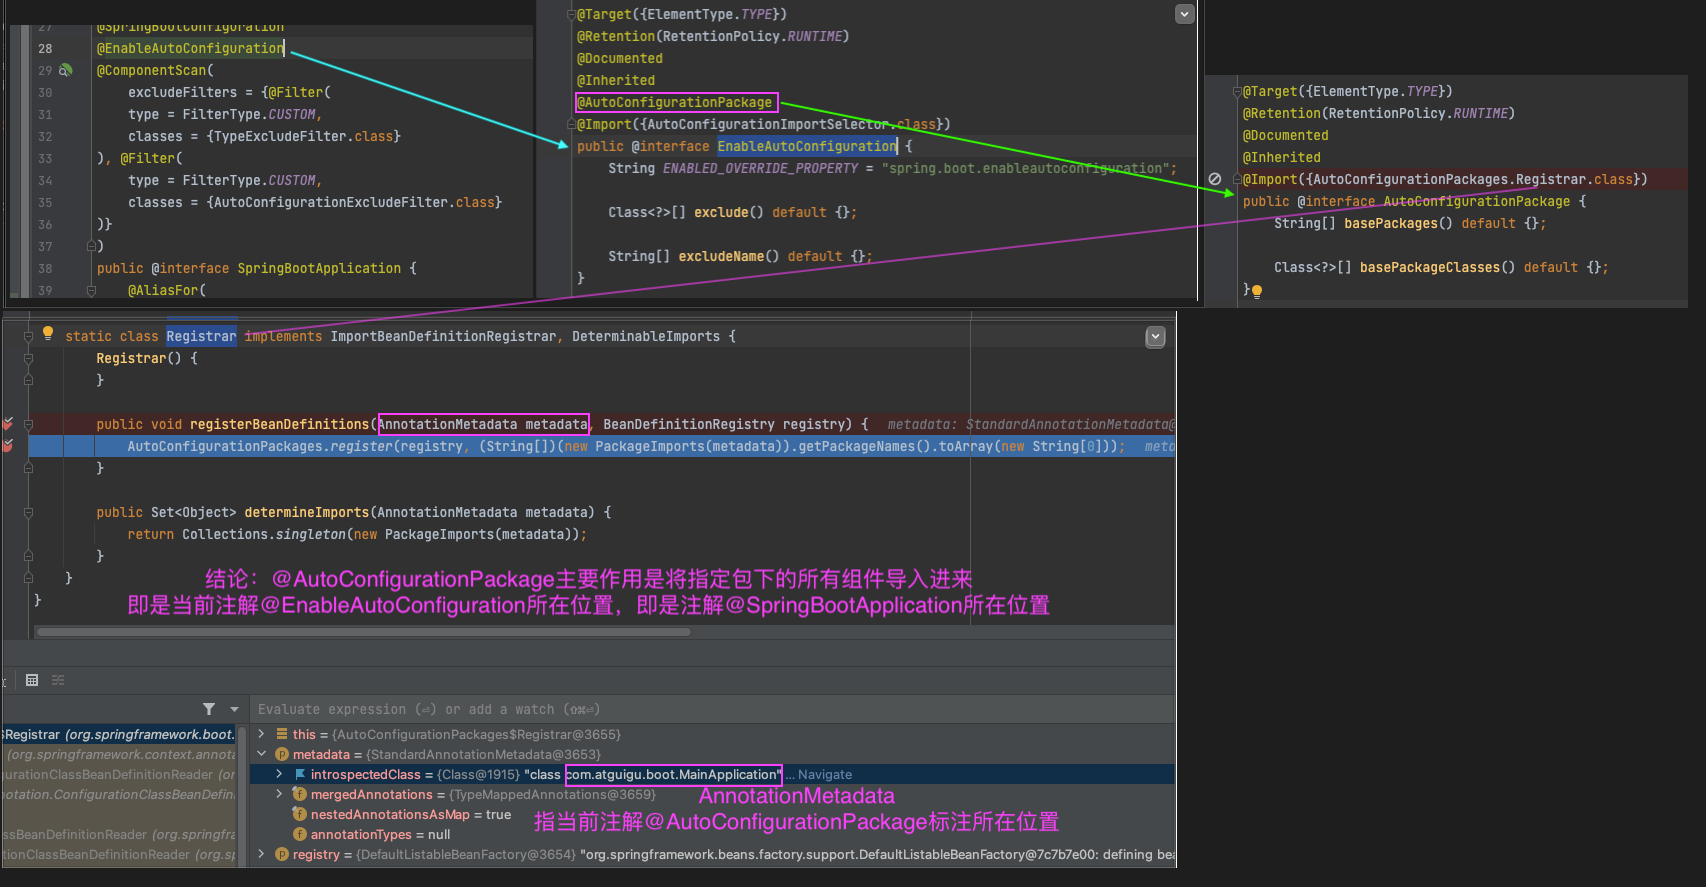 27 @SpringBootConfiguration
28 @EnableAutoConfiguration
29 @ComponentScan(
30 excludeFilters = {@Filter(
31 type = FilterType.CUSTOM,
32 classes = {TypeExcludeFilter.class}
33 ), @Filter(
34 type = FilterType.CUSTOM,
35 classes = {AutoConfigurationExcludeFilter.class}
36 )}
37 )
38 public @interface SpringBootApplication {
39 @AliasFor(
@Target({ElementType.TYPE})
@Retention(RetentionPolicy.RUNTIME)
@Documented
@Inherited
@AutoConfigurationPackage
@Import({AutoConfigurationImportSelector.class})
public @interface EnableAutoConfiguration {
String ENABLED_OVERRIDE_PROPERTY = "spring.boot.enableautoconfiguration";
Class<?>[] exclude() default {};
String[] excludeName() default {};
}
@Target({ElementType.TYPE})
@Retention(RetentionPolicy.RUNTIME)
@Documented
@Inherited
@Import({AutoConfigurationPackages.Registrar.class})
public @interface AutoConfigurationPackage {
String[] basePackages() default {};
Class<?>[] basePackageClasses() default {};
}
static class Registrar implements ImportBeanDefinitionRegistrar, DeterminableImports {
Registrar() {
}
public void registerBeanDefinitions(AnnotationMetadata metadata, BeanDefinitionRegistry registry) { metadata: StandardAnnotationMetadata@
AutoConfigurationPackages.register(registry, (String[])(new PackageImports(metadata)).getPackageNames().toArray(new String[0])); meta
}
public Set<Object> determineImports(AnnotationMetadata metadata) {
return Collections.singleton(new PackageImports(metadata));
}
}
}
结论：@AutoConfigurationPackage主要作用是将指定包下的所有组件导入进来
即是当前注解@EnableAutoConfiguration所在位置，即是注解@SpringBootApplication所在位置
Evaluate expression (⏎) or add a watch (⇧⌘⏎)
$Registrar (org.springframework.boot.
(org.springframework.context.annota
gurationClassBeanDefinitionReader (or
notation.ConfigurationClassBeanDefin
ssBeanDefinitionReader (org.springfra
tionClassBeanDefinitionReader (org.sp
this = {AutoConfigurationPackages$Registrar@3655}
metadata = {StandardAnnotationMetadata@3653}
introspectedClass = {Class@1915} "class com.atguigu.boot.MainApplication" ... Navigate
mergedAnnotations = {TypeMappedAnnotations@3659}
nestedAnnotationsAsMap = true
annotationTypes = null
registry = {DefaultListableBeanFactory@3654} "org.springframework.beans.factory.support.DefaultListableBeanFactory@7c7b7e00: defining bea
AnnotationMetadata
指当前注解@AutoConfigurationPackage标注所在位置